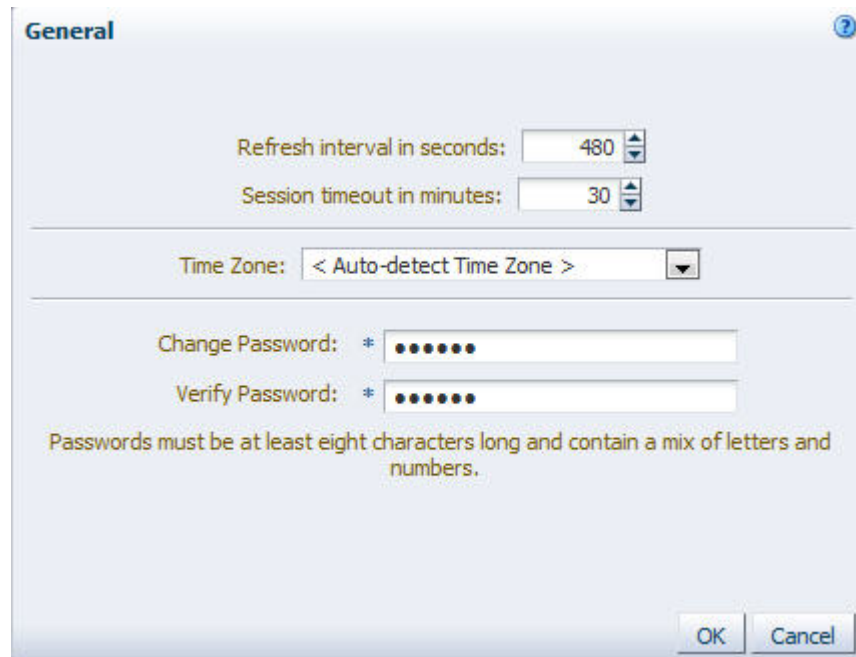 General
?
Refresh interval in seconds: 480
Session timeout in minutes: 30
Time Zone: < Auto-detect Time Zone >
Change Password: * ••••••
Verify Password: * ••••••
Passwords must be at least eight characters long and contain a mix of letters and
numbers.
OK Cancel